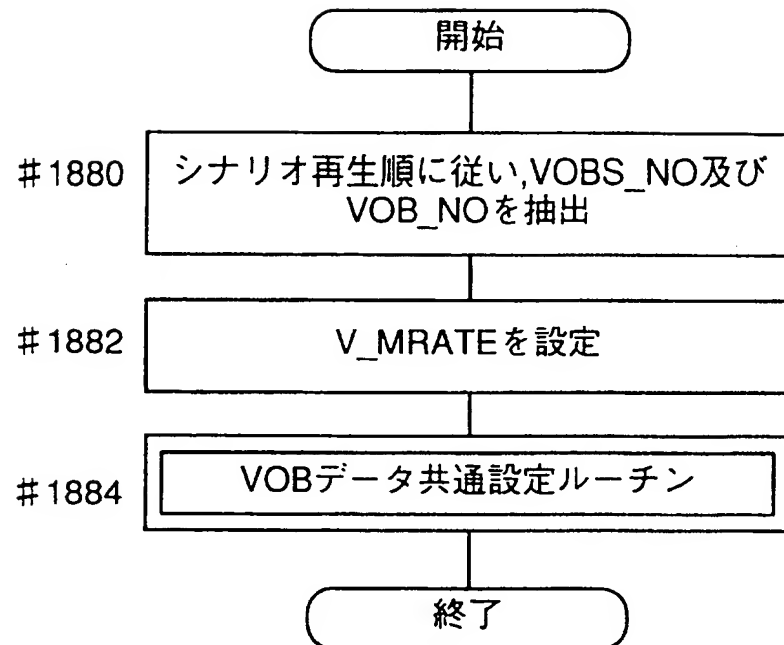 開始
#1880
シナリオ再生順に従い,VOBS_NO及び
VOB_NOを抽出
#1882
V_MRATEを設定
#1884
VOBデータ共通設定ルーチン
終了